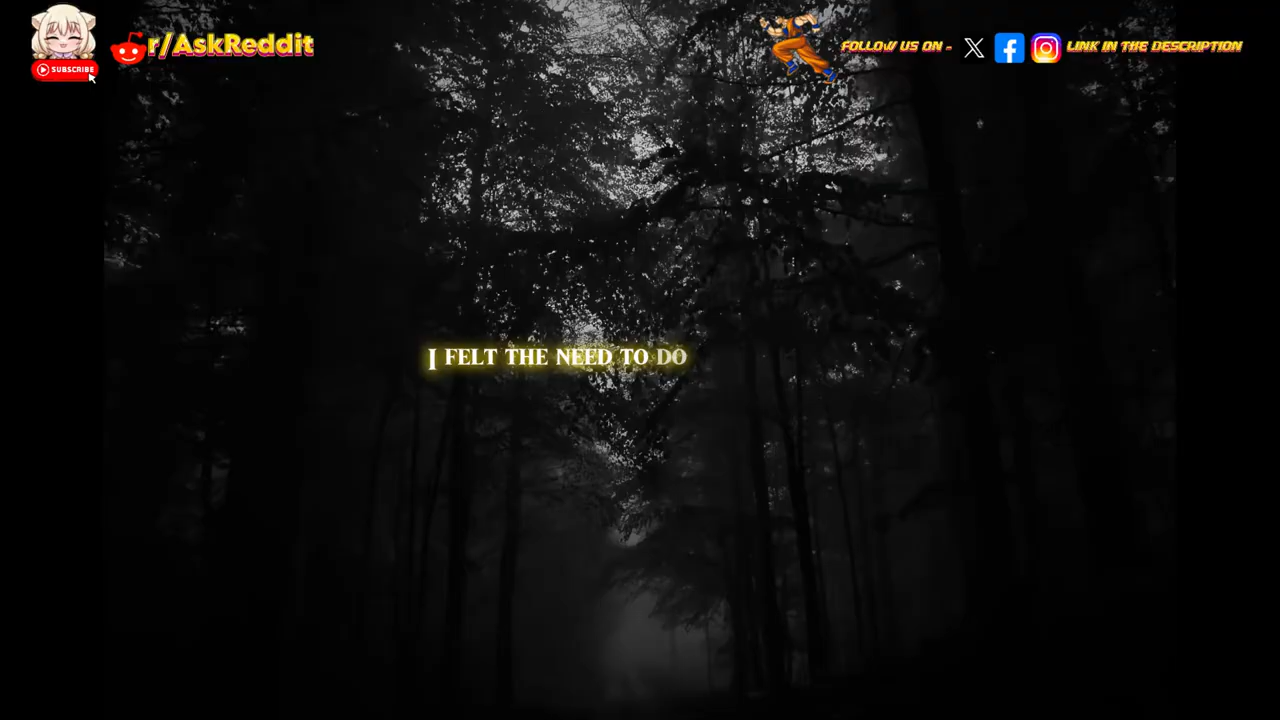 r/AskReddit
SUBSCRIBE
FOLLOW US ON -
LINK IN THE DESCRIPTION
I FELT THE NEED TO DO